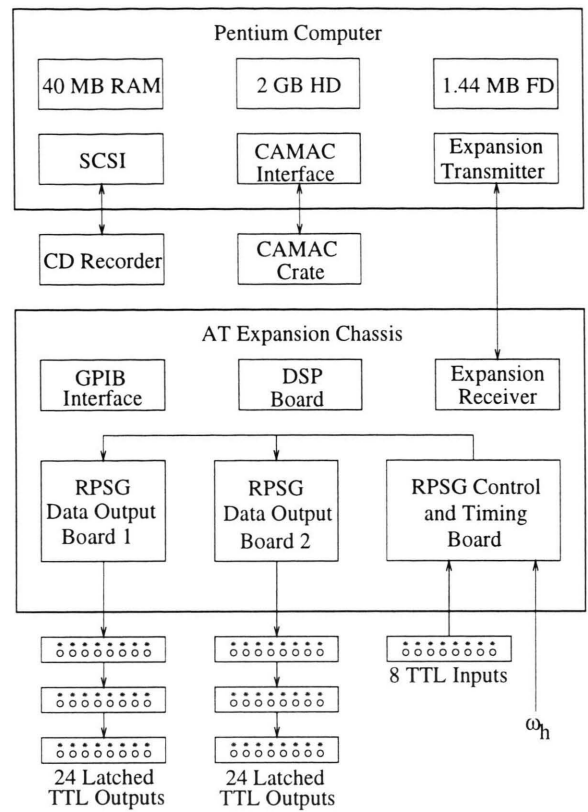 Pentium Computer
40 MB RAM
2 GB HD
1.44 MB FD
SCSI
CAMAC
Interface
Expansion
Transmitter
CD Recorder
CAMAC
Crate
AT Expansion Chassis
GPIB
Interface
DSP
Board
Expansion
Receiver
RPSG
Data Output
Board 1
RPSG
Data Output
Board 2
RPSG Control
and Timing
Board
8 TTL Inputs
ωh
24 Latched
TTL Outputs
24 Latched
TTL Outputs